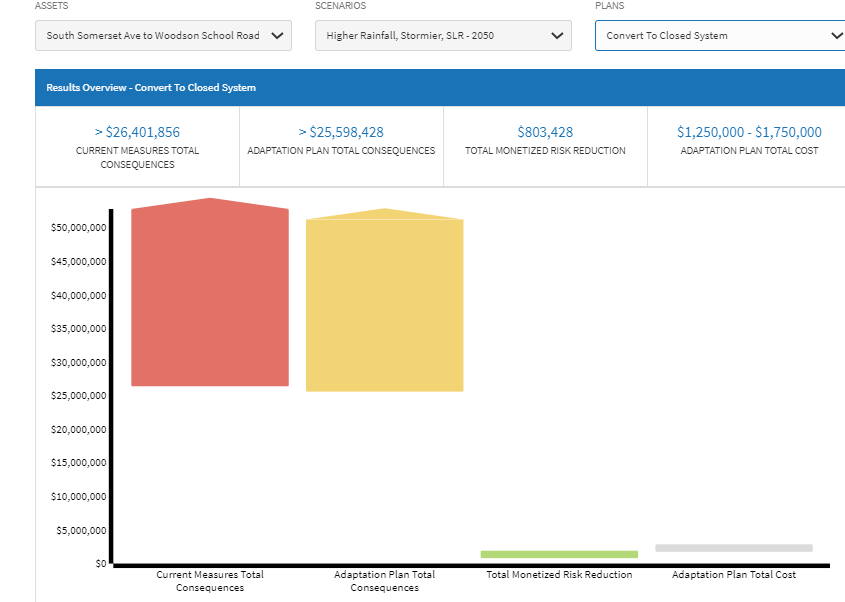 ASSETS
SCENARIOS
PLANS
South Somerset Ave to Woodson School Road
Higher Rainfall, Stormier, SLR - 2050
Convert To Closed System
Results Overview - Convert To Closed System
> $26,401,856
CURRENT MEASURES TOTAL
CONSEQUENCES
> $25,598,428
ADAPTATION PLAN TOTAL CONSEQUENCES
$803,428
TOTAL MONETIZED RISK REDUCTION
$1,250,000 - $1,750,000
ADAPTATION PLAN TOTAL COST
$50,000,000
$45,000,000
$40,000,000
$35,000,000
$30,000,000
$25,000,000
$20,000,000
$15,000,000
$10,000,000
$5,000,000
$0
Current Measures Total
Consequences
Adaptation Plan Total
Consequences
Total Monetized Risk Reduction
Adaptation Plan Total Cost